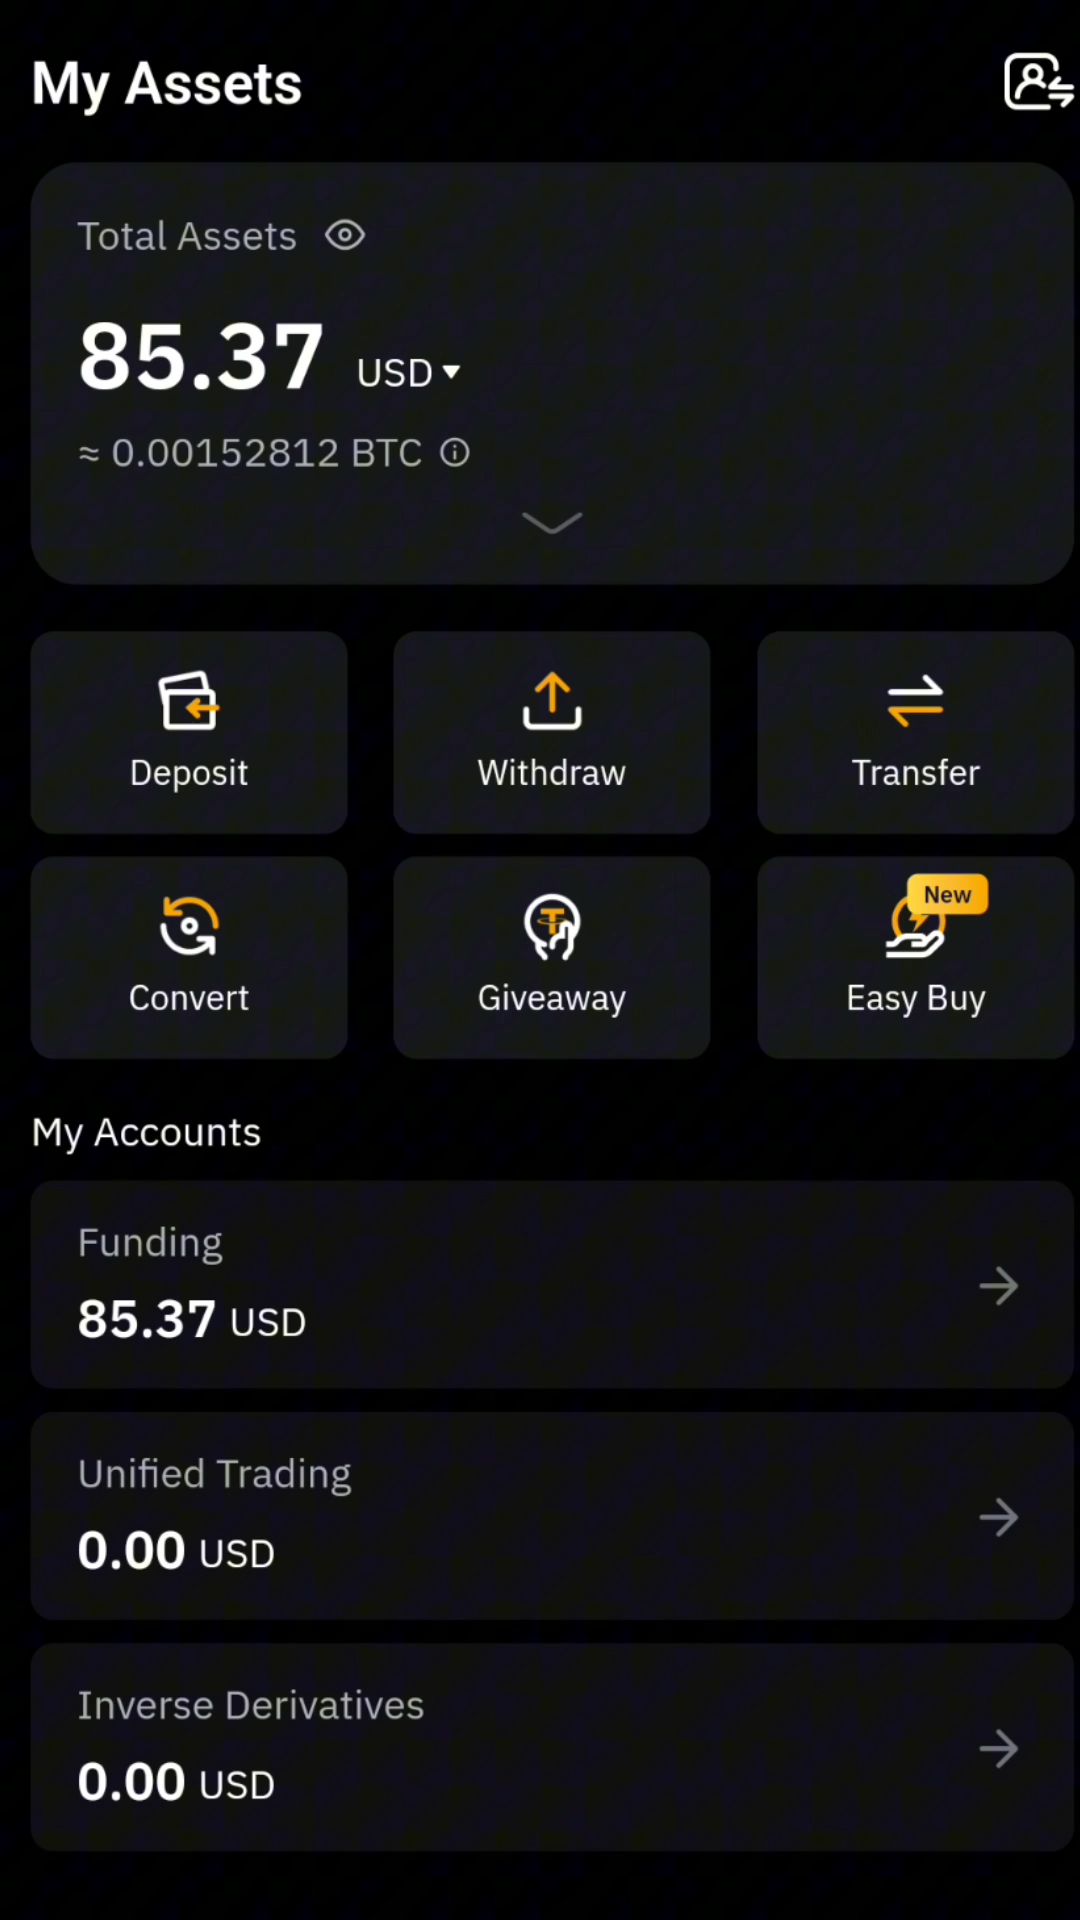 My Assets
Total Assets
85.37 USD
≈ 0.00152812 BTC
Deposit
Withdraw
Transfer
New
Convert
Giveaway
Easy Buy
My Accounts
Funding
85.37 USD
Unified Trading
0.00 USD
Inverse Derivatives
0.00 USD